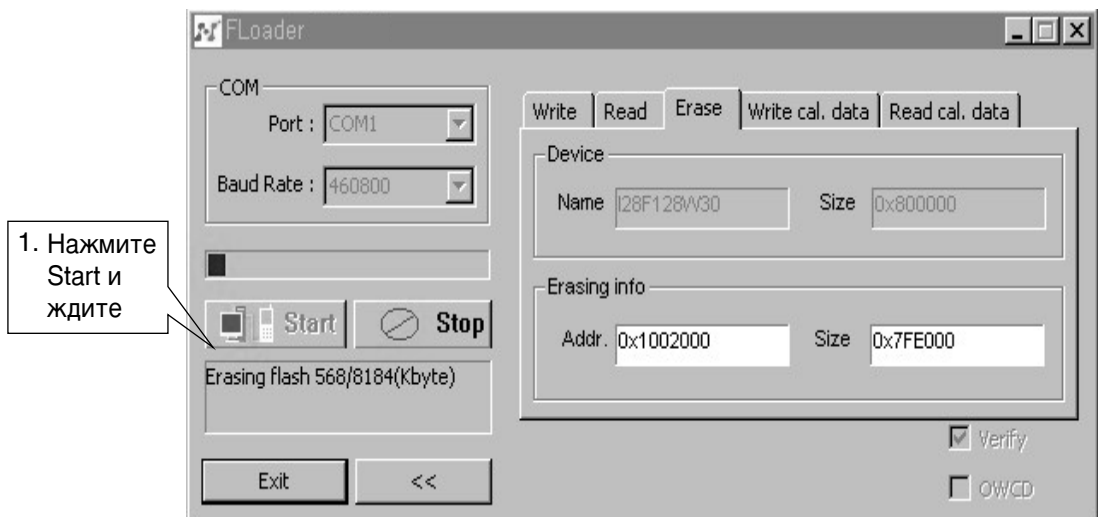 FLoader
COM
Port : COM1
Baud Rate : 460800
1. Нажмите
Start и
ждите
Start
Stop
Erasing flash 568/8184(Kbyte)
Exit
<<
Write
Read
Erase
Write cal. data
Read cal. data
Device
Name I28F128W30
Size 0x800000
Erasing info
Addr. 0x1002000
Size 0x7FE000
Verify
OWCD